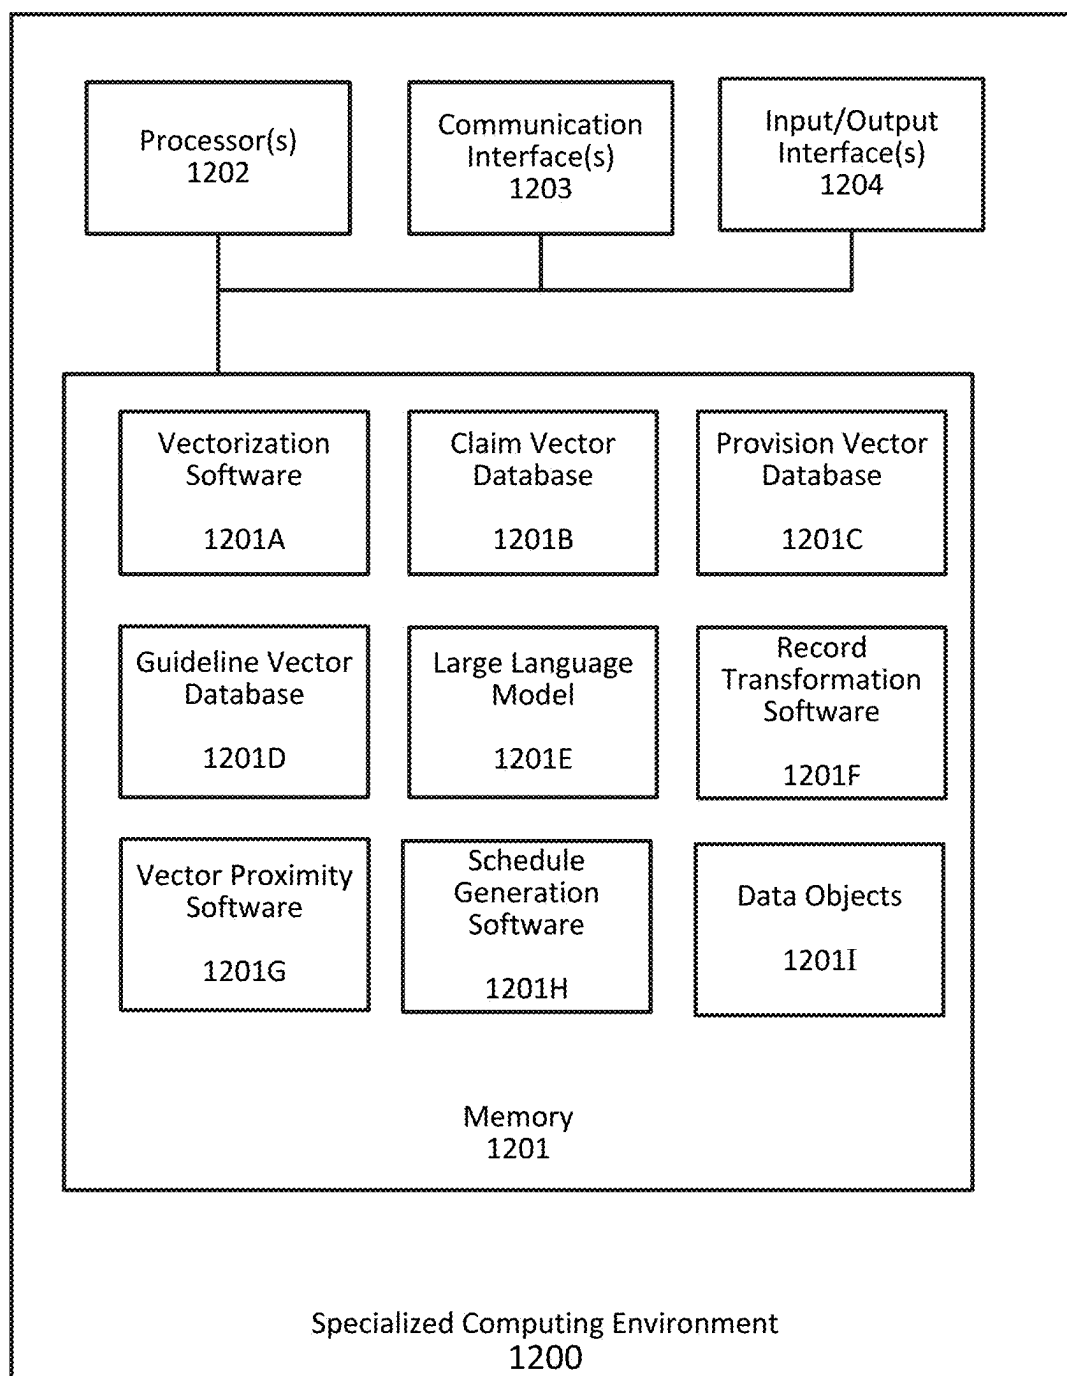 Processor(s)
1202
Communication
Interface(s)
1203
Input/Output
Interface(s)
1204
Vectorization
Software
1201A
Claim Vector
Database
1201B
Provision Vector
Database
1201C
Guideline Vector
Database
1201D
Large Language
Model
1201E
Record
Transformation
Software
1201F
Vector Proximity
Software
1201G
Schedule
Generation
Software
1201H
Data Objects
1201I
Memory
1201
Specialized Computing Environment
1200